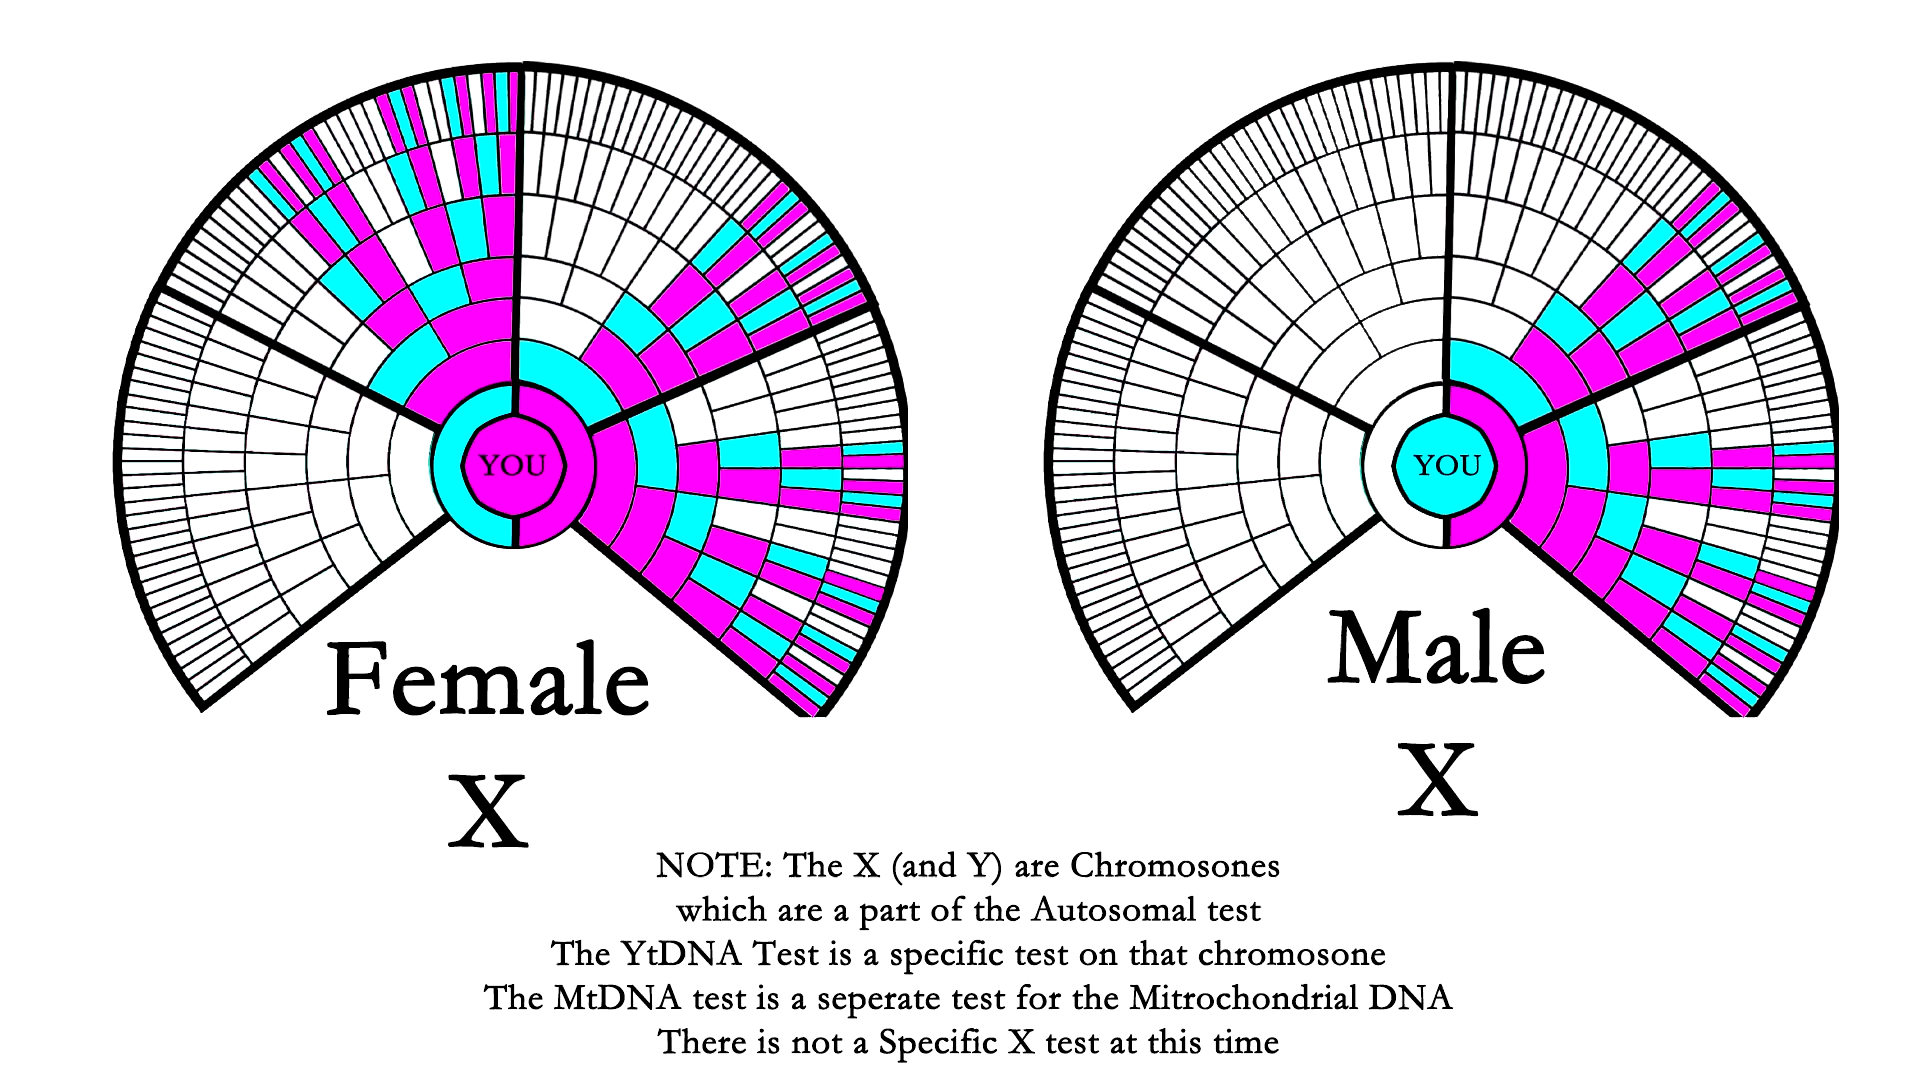 YOU
YOU
Female
X
Male
X
NOTE: The X (and Y) are Chromosones
which are a part of the Autosomal test
The YtDNA Test is a specific test on that chromosone
The MtDNA test is a seperate test for the Mitrochondrial DNA
There is not a Specific X test at this time